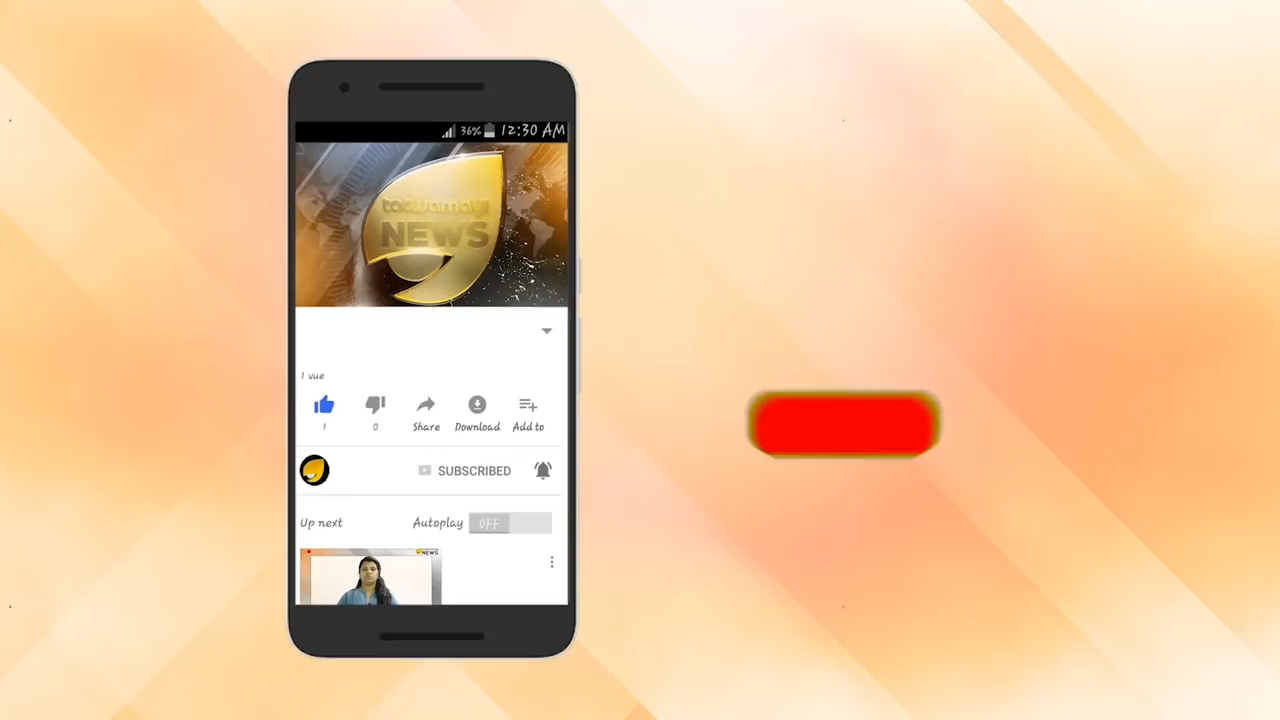 36% 12:30 AM
tatwamayi
NEWS
1 vue
1 0 Share Download Add to
SUBSCRIBED
Up next Autoplay OFF
NEWS